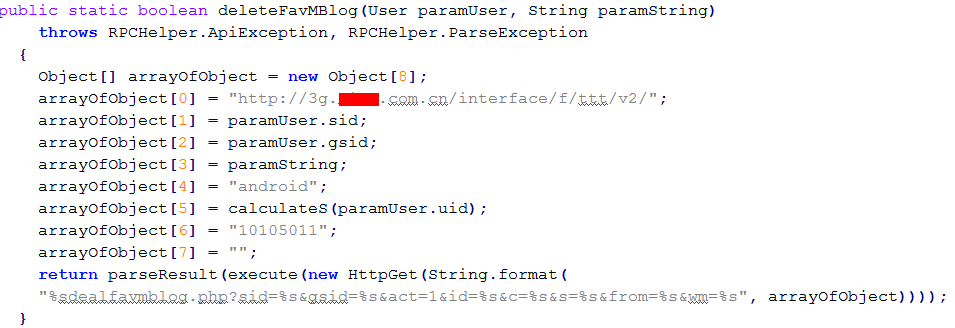 public static boolean deleteFavMBlog(User paramUser, String paramString)
throws RPCHelper.ApiException, RPCHelper.ParseException
{
Object[] arrayOfObject = new Object[8];
arrayOfObject[0] = "http://3g. .com.cn/interface/f/ttt/v2/";
arrayOfObject[1] = paramUser.sid;
arrayOfObject[2] = paramUser.gsid;
arrayOfObject[3] = paramString;
arrayOfObject[4] = "android";
arrayOfObject[5] = calculateS(paramUser.uid);
arrayOfObject[6] = "10105011";
arrayOfObject[7] = "";
return parseResult(execute(new HttpGet(String.format(
"%sdealfavmblog.php?sid=%s&gsid=%s&act=1&id=%s&c=%s&s=%s&from=%s&wm=%s", arrayOfObject))));
}